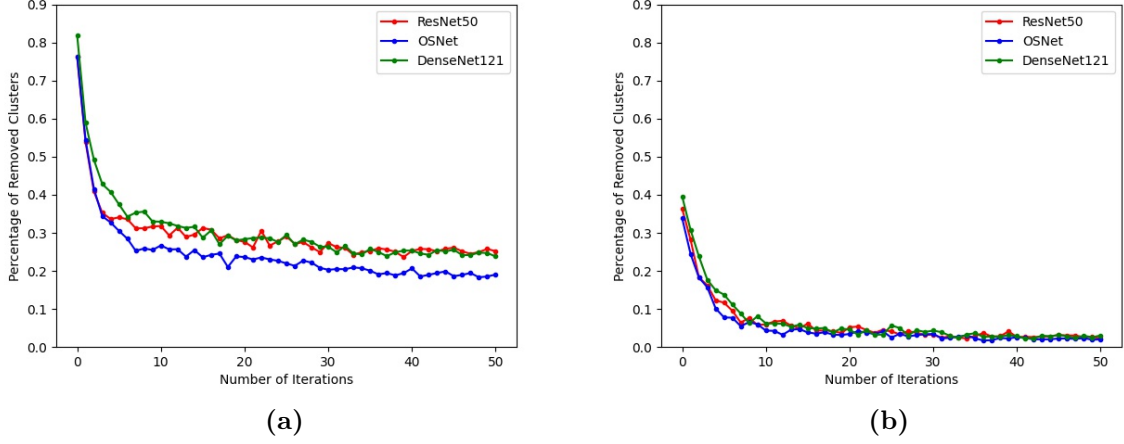 0.9
0.8
0.7
0.6
0.5
0.4
0.3
0.2
0.1
0.0
Percentage of Removed Clusters
ResNet50
OSNet
DenseNet121
0 10 20 30 40 50
Number of Iterations
(a)
0.9
0.8
0.7
0.6
0.5
0.4
0.3
0.2
0.1
0.0
Percentage of Removed Clusters
ResNet50
OSNet
DenseNet121
0 10 20 30 40 50
Number of Iterations
(b)